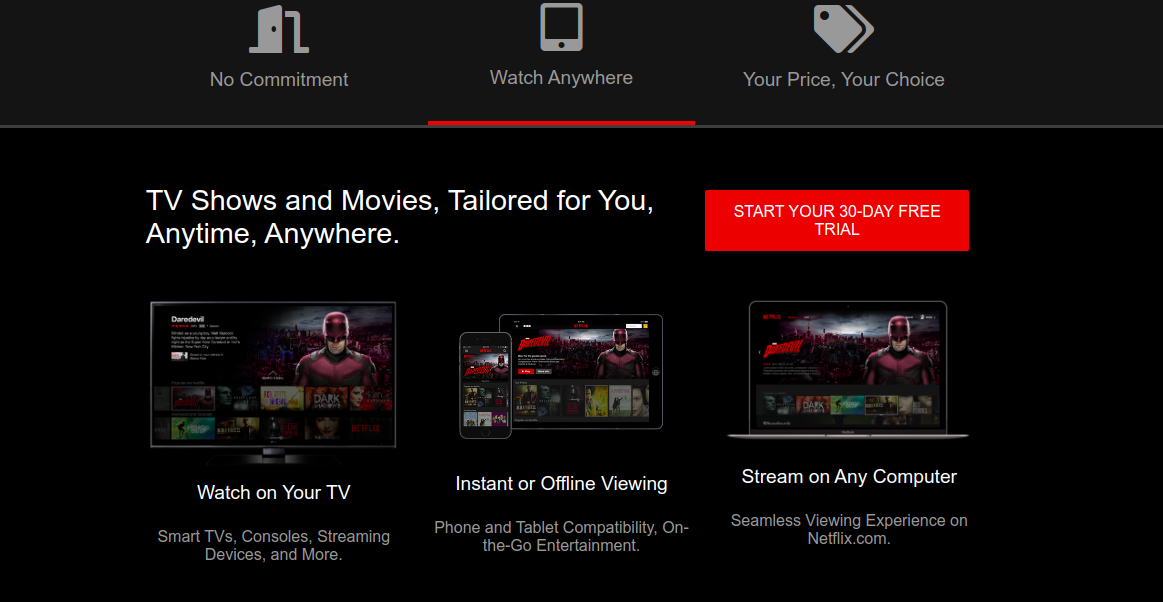 No Commitment
Watch Anywhere
Your Price, Your Choice
TV Shows and Movies, Tailored for You,
Anytime, Anywhere.
START YOUR 30-DAY FREE
TRIAL
Daredevil
NETFLIX
DAREDEVIL
DARK
NETFLIX
DAREDEVIL
Watch on Your TV
Smart TVs, Consoles, Streaming
Devices, and More.
Instant or Offline Viewing
Phone and Tablet Compatibility, On-
the-Go Entertainment.
Stream on Any Computer
Seamless Viewing Experience on
Netflix.com.